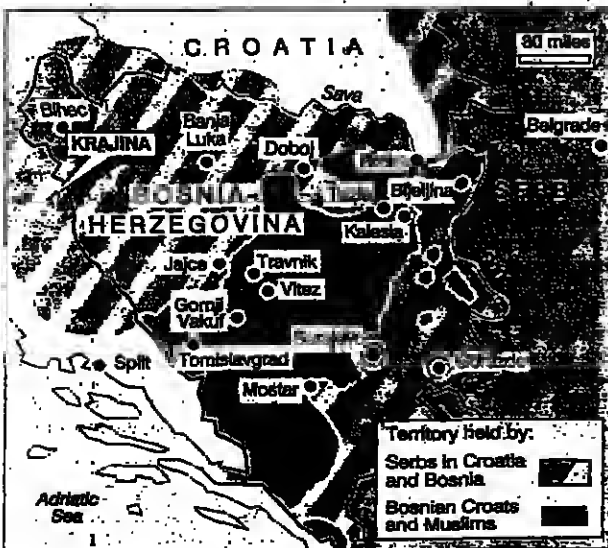 CROATIA
80 miles
Sava
Bihac
Banja
Luka
Belgrade
KRAJINA
Doboj
BOSNIA-
Bijeljina
SERB
HERZEGOVINA
Kalesia
Jajce
Travnik
Vitez
Gornji
Vakuf
Split
Tomislavgrad
Mostar
Territory held by:
Serbs in Croatia
and Bosnia
Adriatic
Sea
Bosnian Croats
and Muslims